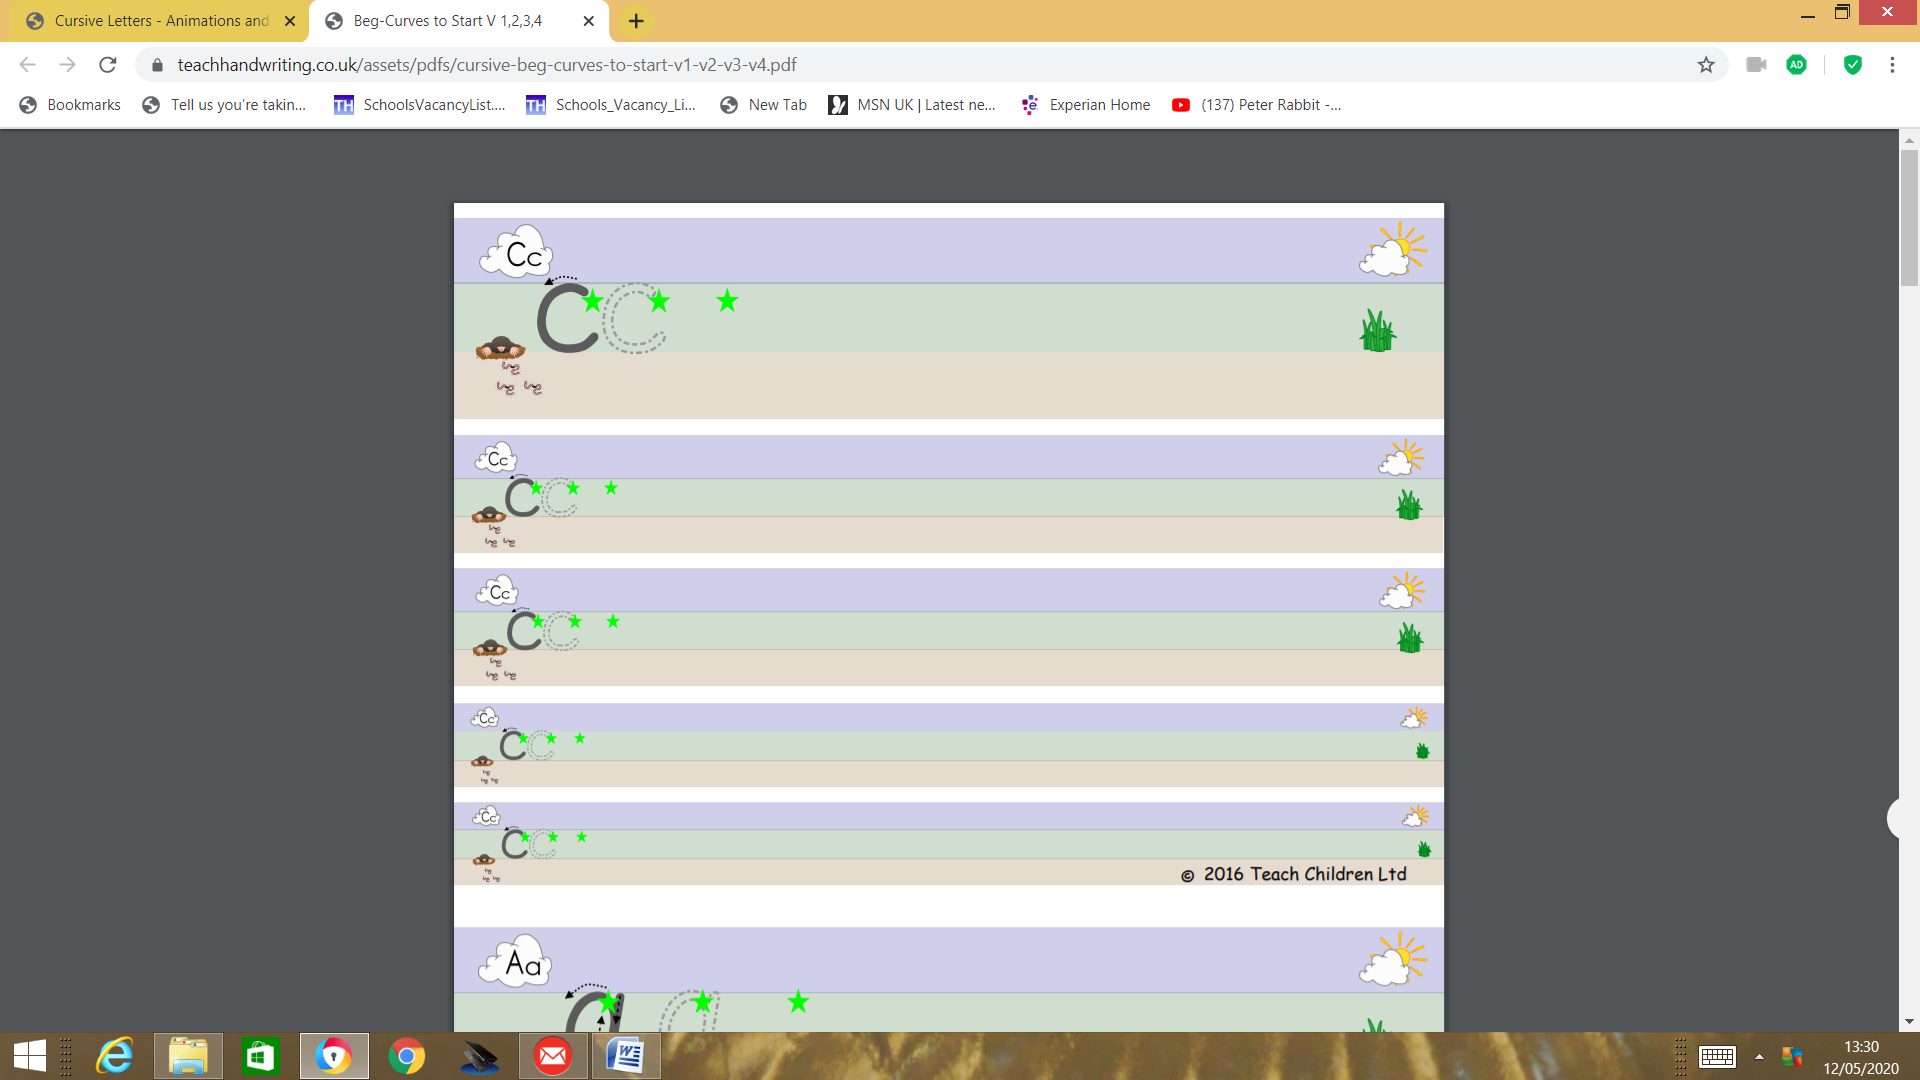 Cursive Letters - Animations and
Beg-Curves to Start V 1,2,3,4
teachhandwriting.co.uk/assets/pdfs/cursive-beg-curves-to-start-v1-v2-v3-v4.pdf
AD
Bookmarks
Tell us you're takin...
TH SchoolsVacancyList....
TH Schools_Vacancy_Li...
New Tab
MSN UK | Latest ne...
Experian Home
(137) Peter Rabbit -...
Cc
C C
Cc
C C
Cc
C C
Cc
C C
Cc
C C
© 2016 Teach Children Ltd
Aa
a a
13:30
12/05/2020